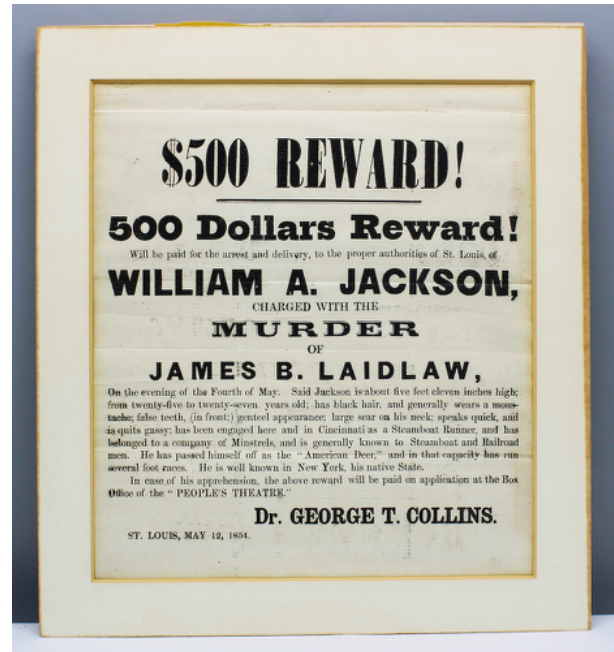 $500 REWARD!
500 Dollars Reward!
Will be paid for the arrest and delivery, to the proper authorities of St. Louis, of
WILLIAM A. JACKSON,
CHARGED WITH THE
MURDER
OF
JAMES B. LAIDLAW,
On the evening of the Fourth of May. Said Jackson is about five feet eleven inches high;
from twenty-five to twenty-seven years old; has black hair, and generally wears a mous-
tache; false teeth, (in front;) genteel appearance; large scar on his neck; speaks quick, and
is quits gassy; has been engaged here and in Cincinnati as a Steamboat Runner, and has
belonged to a company of Minstrels, and is generally known to Steamboat and Railroad
men. He has passed himself off as the "American Deer," and in that capacity has run
several foot races. He is well known in New York, his native State.
In case of his apprehension, the above reward will be paid on application at the Box
Office of the "PEOPLE'S THEATRE."
Dr. GEORGE T. COLLINS.
ST. LOUIS, MAY 12, 1854.